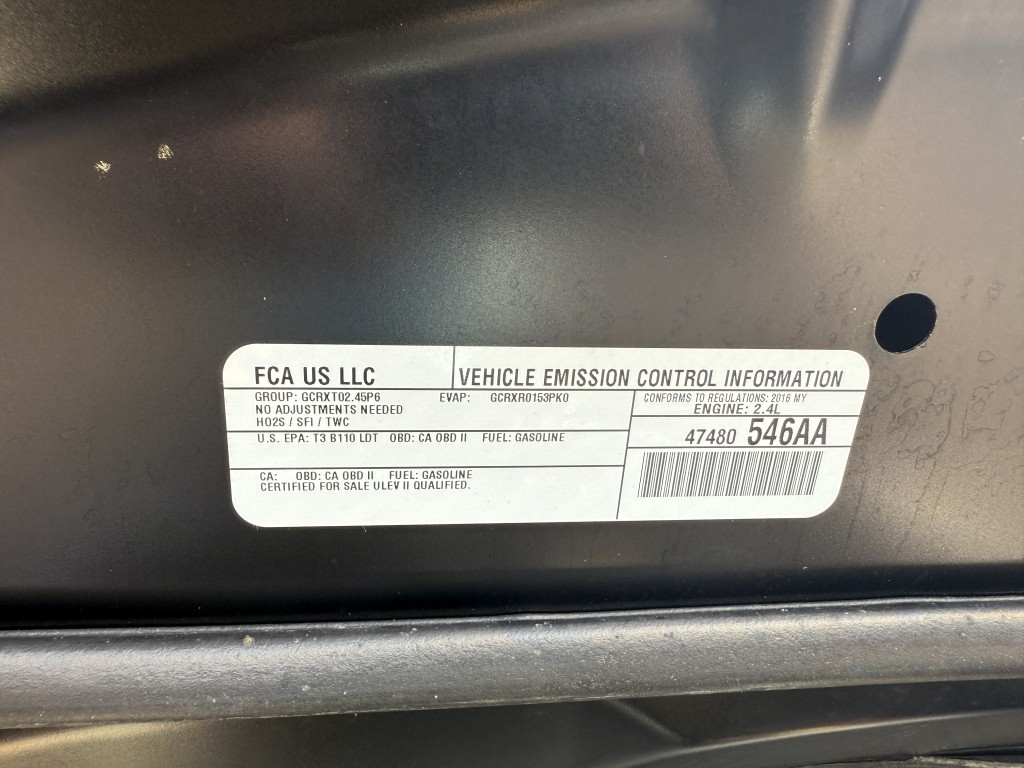 FCA US LLC
VEHICLE EMISSION CONTROL INFORMATION
GROUP: GCRXT02.45P6 EVAP: GCRXR0153PK0
NO ADJUSTMENTS NEEDED
HO2S / SFI / TWC
CONFORMS TO REGULATIONS: 2016 MY
ENGINE: 2.4L
U.S. EPA: T3 B110 LDT OBD: CA OBD II FUEL: GASOLINE
47480 546AA
CA: OBD: CA OBD II FUEL: GASOLINE
CERTIFIED FOR SALE ULEV II QUALIFIED.